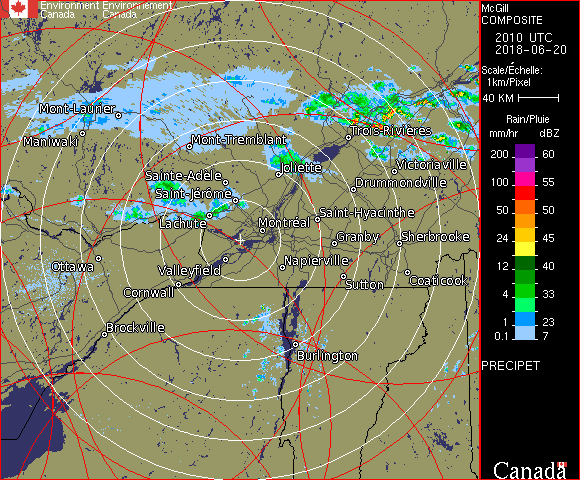 Environment Environnement
Canada Canada
McGill
COMPOSITE
2010 UTC
2018-06-20
Scale/Échelle:
1km/Pixel
40 KM
Rain/Pluie
mm/hr dBZ
200 60
100 55
50 50
24 45
12 40
4 33
1 23
0.1 7
PRECIPET
Canada
Mont-Laurier
Maniwaki
Mont-Tremblant
Trois-Rivières
Joliette
Victoriaville
Sainte-Adèle
Drummondville
Saint-Jérôme
Lachute
Saint-Hyacinthe
Montréal
Granby
Sherbrooke
Ottawa
Valleyfield
Napierville
Cornwall
Sutton
Coaticook
Brockville
Burlington